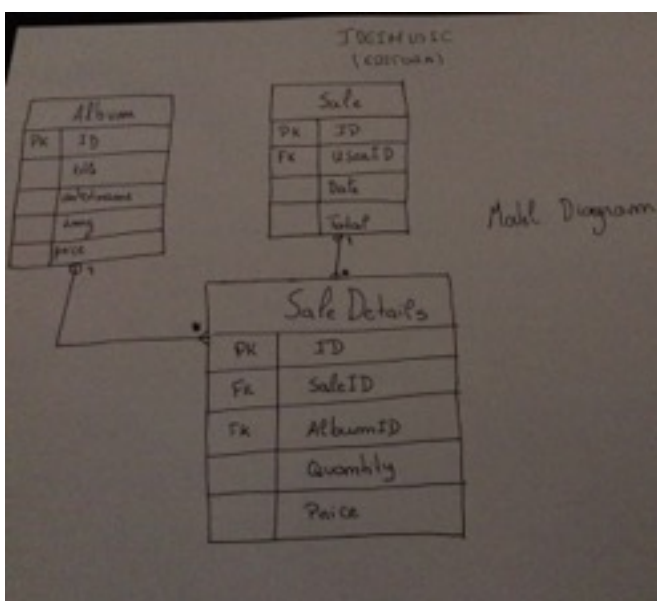 Album
PK ID
price
Sale
PK ID
FK UserID
Date
Total
Model Diagram
Sale Details
PK ID
FK SaleID
FK AlbumID
Quantity
Price